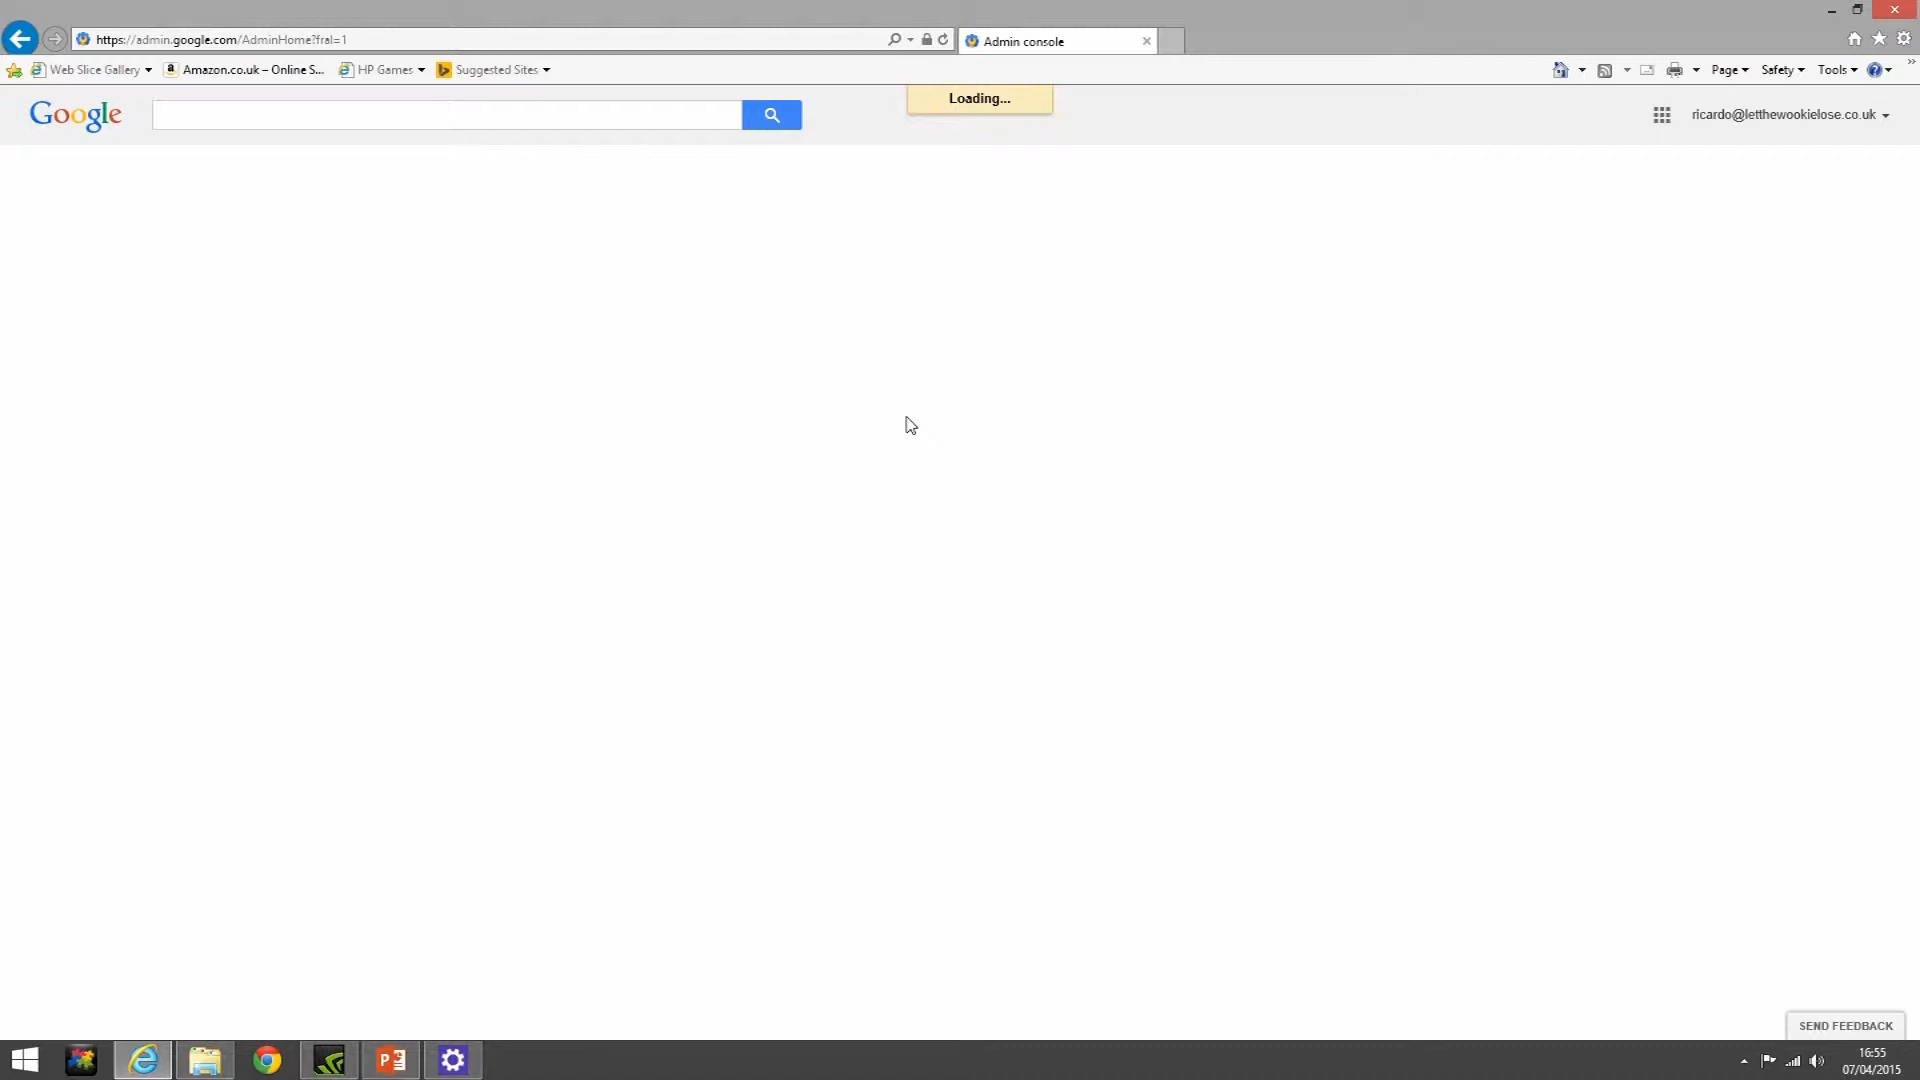 https://admin.google.com/AdminHome?fral=1
Admin console
Web Slice Gallery
a Amazon.co.uk – Online S...
HP Games
Suggested Sites
Page
Safety
Tools
Google
Loading...
ricardo@letthewookielose.co.uk
SEND FEEDBACK
16:55
07/04/2015